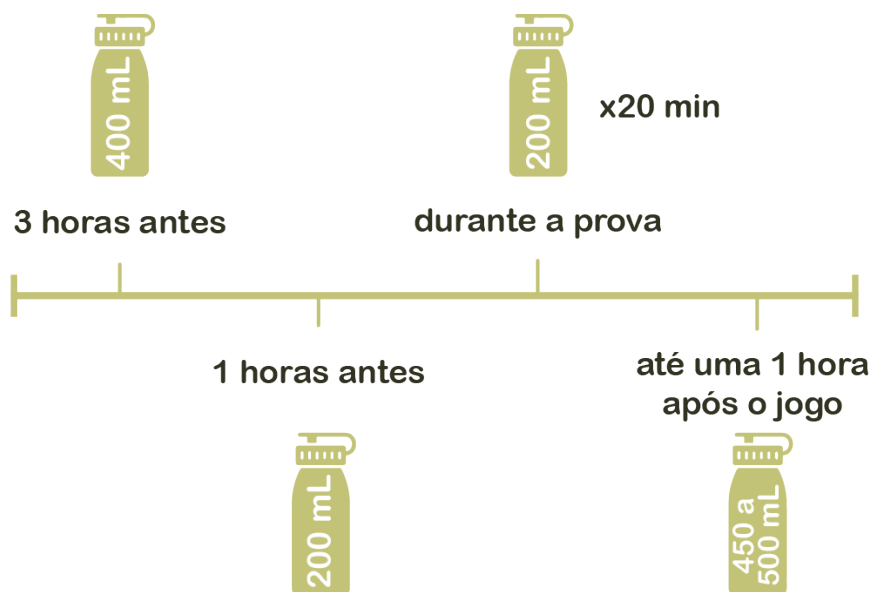 400 mL
3 horas antes
200 mL
x20 min
durante a prova
1 horas antes
200 mL
até uma 1 hora
após o jogo
450 a
500 mL